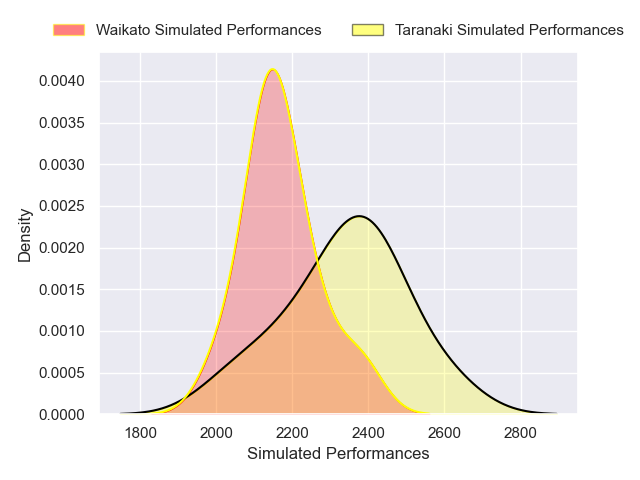 Waikato Simulated Performances Taranaki Simulated Performances
0.0040
0.0035
0.0030
0.0025
0.0020
0.0015
0.0010
0.0005
0.0000
Density
1800 2000 2200 2400 2600 2800
Simulated Performances